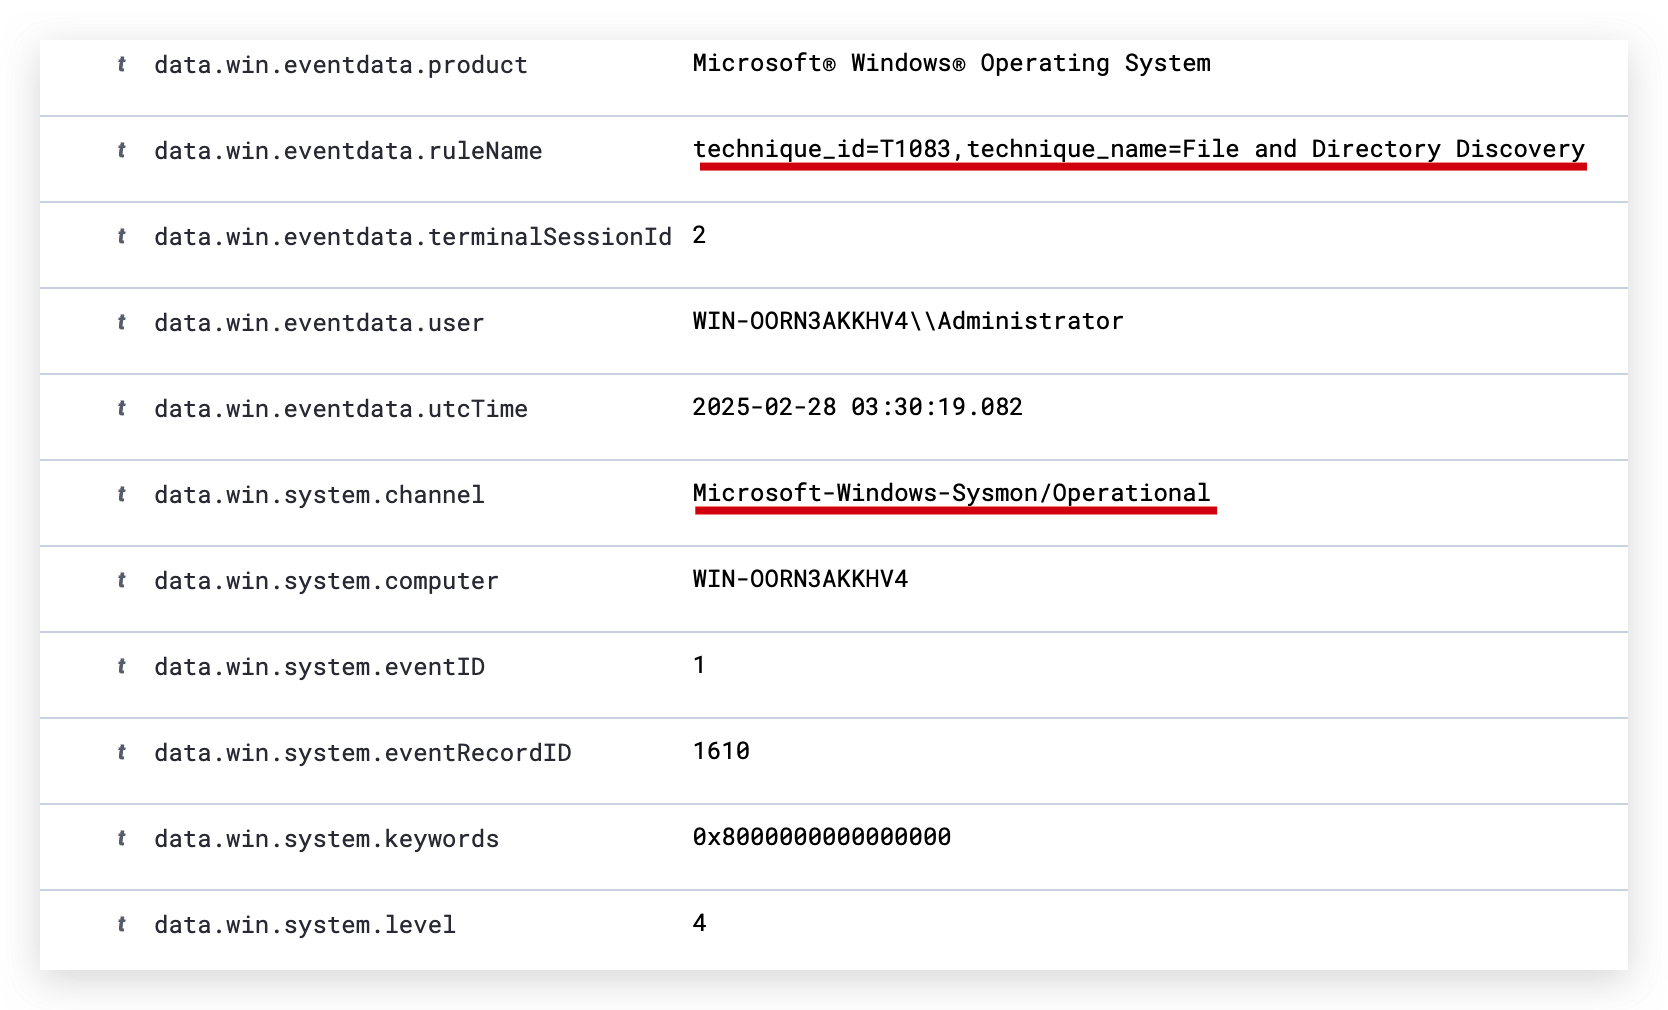 t data.win.eventdata.product Microsoft® Windows® Operating System
t data.win.eventdata.ruleName technique_id=T1083,technique_name=File and Directory Discovery
t data.win.eventdata.terminalSessionId 2
t data.win.eventdata.user WIN-OORN3AKKHV4\\Administrator
t data.win.eventdata.utcTime 2025-02-28 03:30:19.082
t data.win.system.channel Microsoft-Windows-Sysmon/Operational
t data.win.system.computer WIN-OORN3AKKHV4
t data.win.system.eventID 1
t data.win.system.eventRecordID 1610
t data.win.system.keywords 0x8000000000000000
t data.win.system.level 4